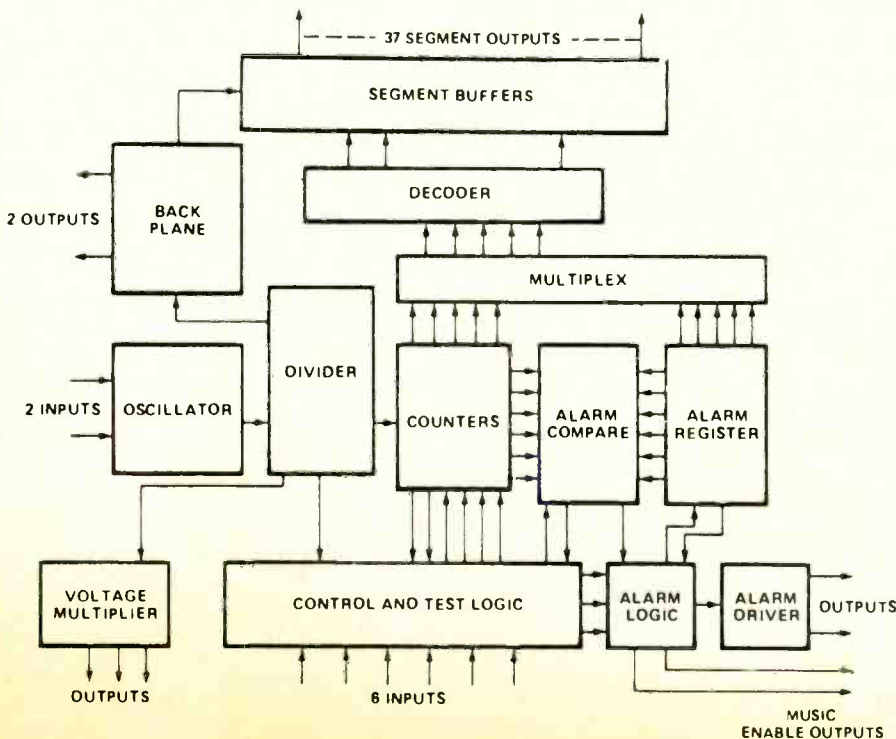 37 SEGMENT OUTPUTS
SEGMENT BUFFERS
DECODER
2 OUTPUTS
BACK
PLANE
MULTIPLEX
DIVIDER
2 INPUTS
OSCILLATOR
COUNTERS
ALARM
COMPARE
ALARM
REGISTER
VOLTAGE
MULTIPLIER
CONTROL AND TEST LOGIC
ALARM
LOGIC
ALARM
DRIVER
OUTPUTS
OUTPUTS
6 INPUTS
MUSIC
ENABLE OUTPUTS